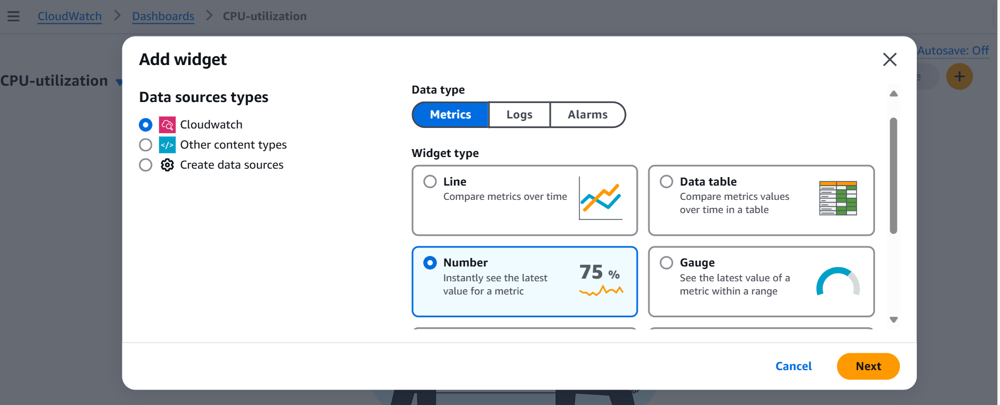 CloudWatch > Dashboards > CPU-utilization
Autosave: Off
CPU-utilization
Add widget
Data sources types
Cloudwatch
</> Other content types
Create data sources
Data type
Metrics Logs Alarms
Widget type
Line
Compare metrics over time
Data table
Compare metrics values
over time in a table
Number
Instantly see the latest
value for a metric
75 %
Gauge
See the latest value of a
metric within a range
Cancel Next